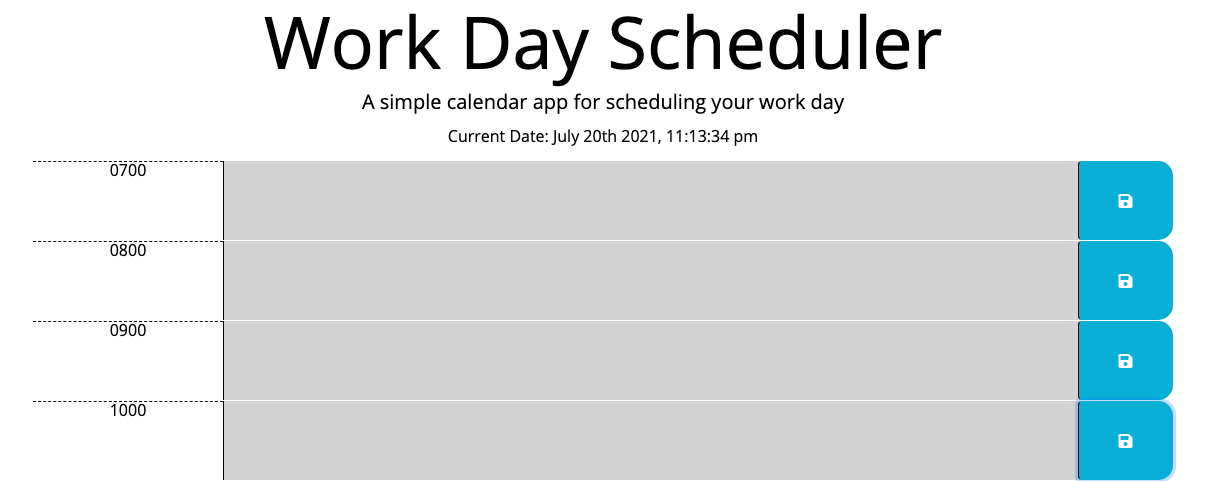 Work Day Scheduler
A simple calendar app for scheduling your work day
Current Date: July 20th 2021, 11:13:34 pm
0700
0800
0900
1000